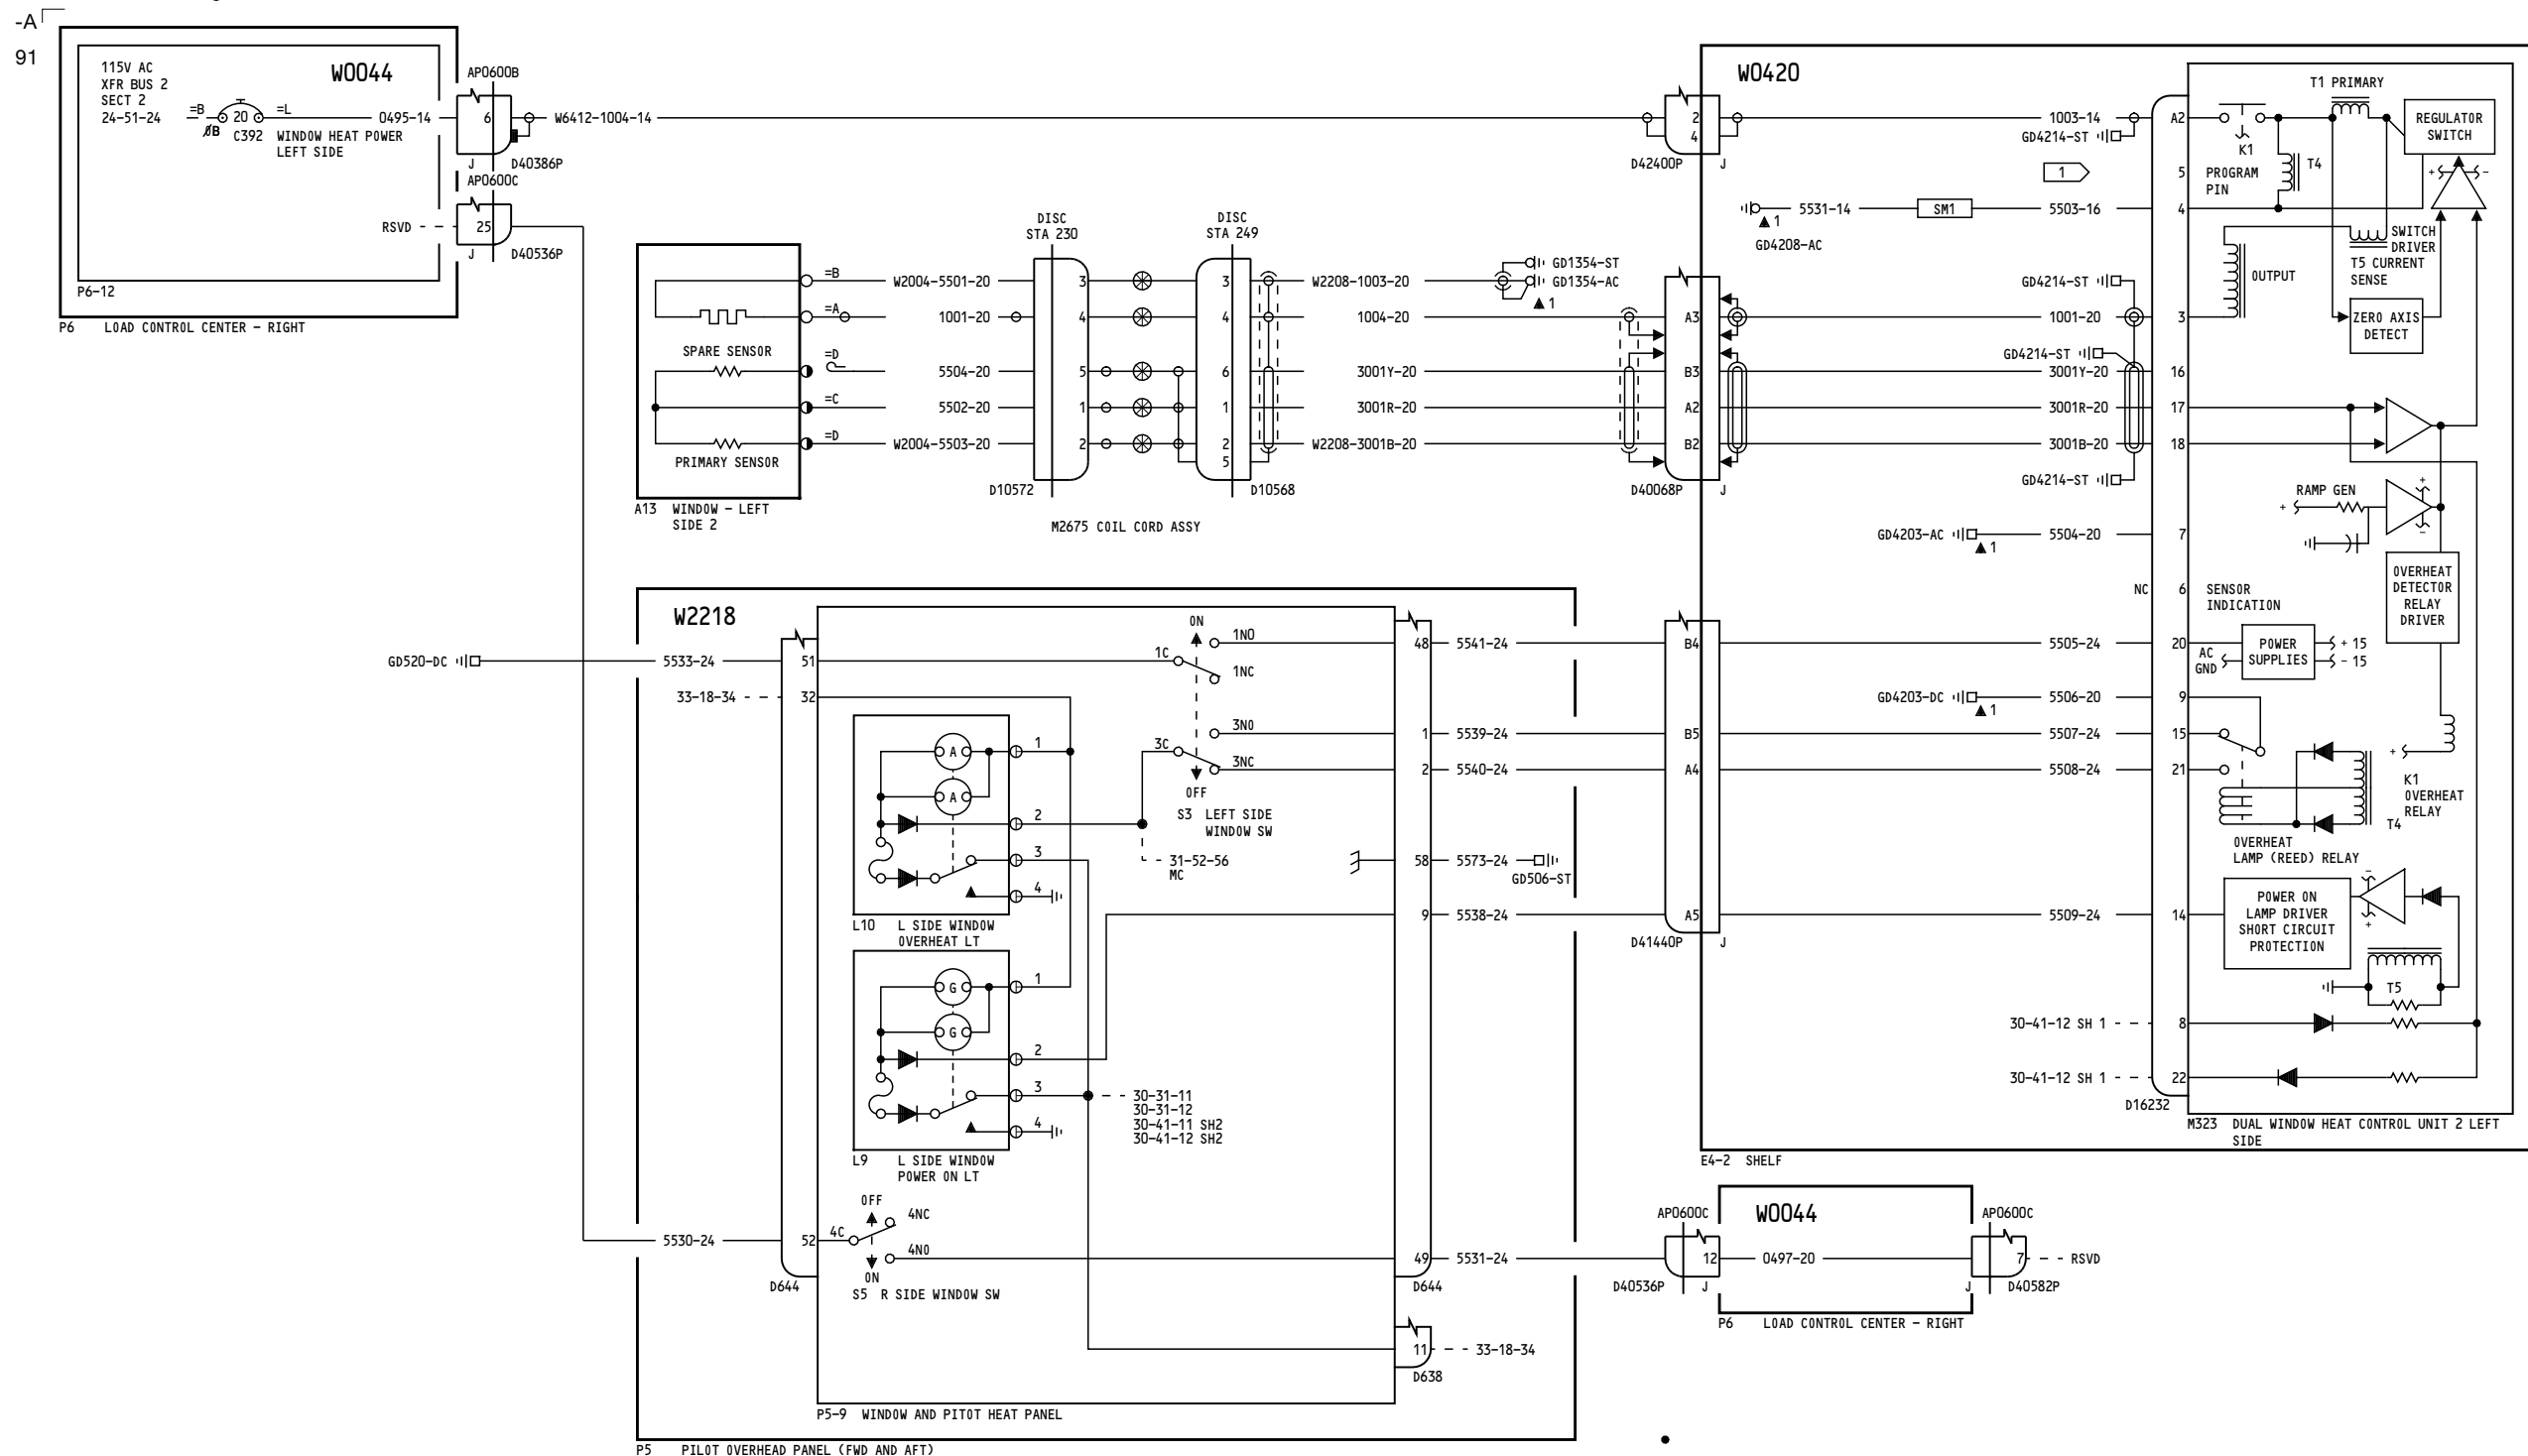 -A
91
115V AC
XFR BUS 2
SECT 2
24-51-24
=B
ØB
20
C392
=L
WINDOW HEAT POWER
LEFT SIDE
W0044
0495-14
AP0600B
6
J
D40386P
W6412-1004-14
AP0600C
RSVD
25
J
D40536P
P6-12
P6 LOAD CONTROL CENTER - RIGHT
SPARE SENSOR
PRIMARY SENSOR
A13 WINDOW - LEFT
SIDE 2
=B
=A
=D
=C
=D
W2004-5501-20
1001-20
5504-20
5502-20
W2004-5503-20
DISC
STA 230
3
4
5
1
2
D10572
DISC
STA 249
3
4
6
1
2
5
D10568
M2675 COIL CORD ASSY
W2208-1003-20
1004-20
3001Y-20
3001R-20
W2208-3001B-20
GD1354-ST
GD1354-AC
1
W0420
2
4
D42400P
J
1003-14
GD4214-ST
1
5531-14
SM1
5503-16
1
GD4208-AC
A3
B3
A2
B2
D40068P
J
GD4214-ST
1001-20
GD4214-ST
3001Y-20
3001R-20
3001B-20
GD4214-ST
GD4203-AC
1
5504-20
NC
5505-24
GD4203-DC
1
5506-20
5507-24
5508-24
5509-24
30-41-12 SH 1
30-41-12 SH 1
A2
5
4
3
16
17
18
7
6
20
9
15
21
14
8
22
D16232
T1 PRIMARY
REGULATOR
SWITCH
K1
T4
PROGRAM
PIN
+
-
SWITCH
DRIVER
T5 CURRENT
SENSE
OUTPUT
ZERO AXIS
DETECT
RAMP GEN
+
+
-
OVERHEAT
DETECTOR
RELAY
DRIVER
SENSOR
INDICATION
POWER
SUPPLIES
+ 15
- 15
AC
GND
+
K1
OVERHEAT
RELAY
T4
OVERHEAT
LAMP (REED) RELAY
POWER ON
LAMP DRIVER
SHORT CIRCUIT
PROTECTION
-
+
T5
M323 DUAL WINDOW HEAT CONTROL UNIT 2 LEFT
SIDE
E4-2 SHELF
W2218
GD520-DC
5533-24
51
33-18-34
32
A
A
1
2
3
4
L10 L SIDE WINDOW
OVERHEAT LT
G
G
1
2
3
4
L9 L SIDE WINDOW
POWER ON LT
ON
1C
1NO
1NC
3NO
3C
3NC
OFF
S3 LEFT SIDE
WINDOW SW
31-52-56
MC
30-31-11
30-31-12
30-41-11 SH2
30-41-12 SH2
48
1
2
58
9
5541-24
5539-24
5540-24
5573-24
GD506-ST
5538-24
B4
B5
A4
A5
D41440P
J
5530-24
52
D644
OFF
4C
4NC
4NO
ON
S5 R SIDE WINDOW SW
49
5531-24
D644
11
33-18-34
D638
P5-9 WINDOW AND PITOT HEAT PANEL
P5 PILOT OVERHEAD PANEL (FWD AND AFT)
AP0600C
12
D40536P
J
W0044
0497-20
AP0600C
7
RSVD
J
D40582P
P6 LOAD CONTROL CENTER - RIGHT